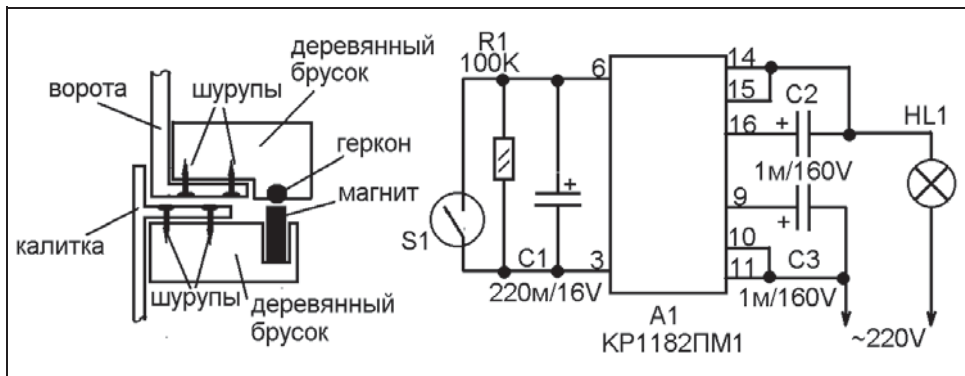 ворота
шурупы
деревянный
брусок
геркон
магнит
калитка
шурупы
деревянный
брусок
R1
100K
S1
C1
220м/16V
6
3
14
15
16
9
10
11
A1
КР1182ПМ1
C2
+
1м/160V
+
C3
1м/160V
HL1
~220V
+